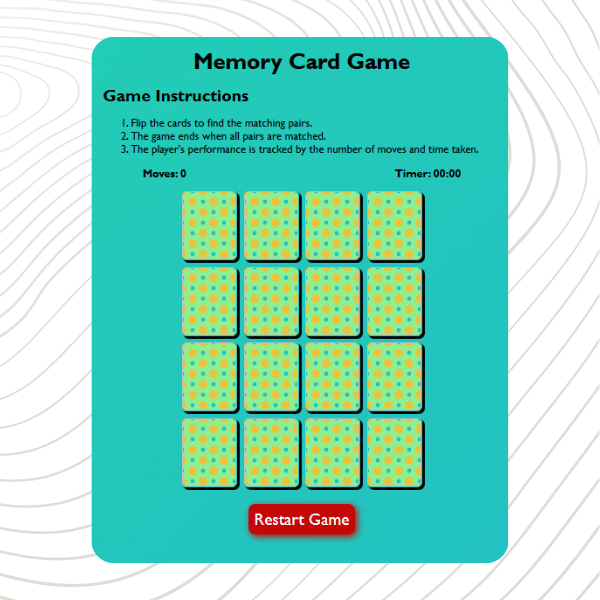 Memory Card Game
Game Instructions
1. Flip the cards to find the matching pairs.
2. The game ends when all pairs are matched.
3. The player's performance is tracked by the number of moves and time taken.
Moves: 0 Timer: 00:00
Restart Game